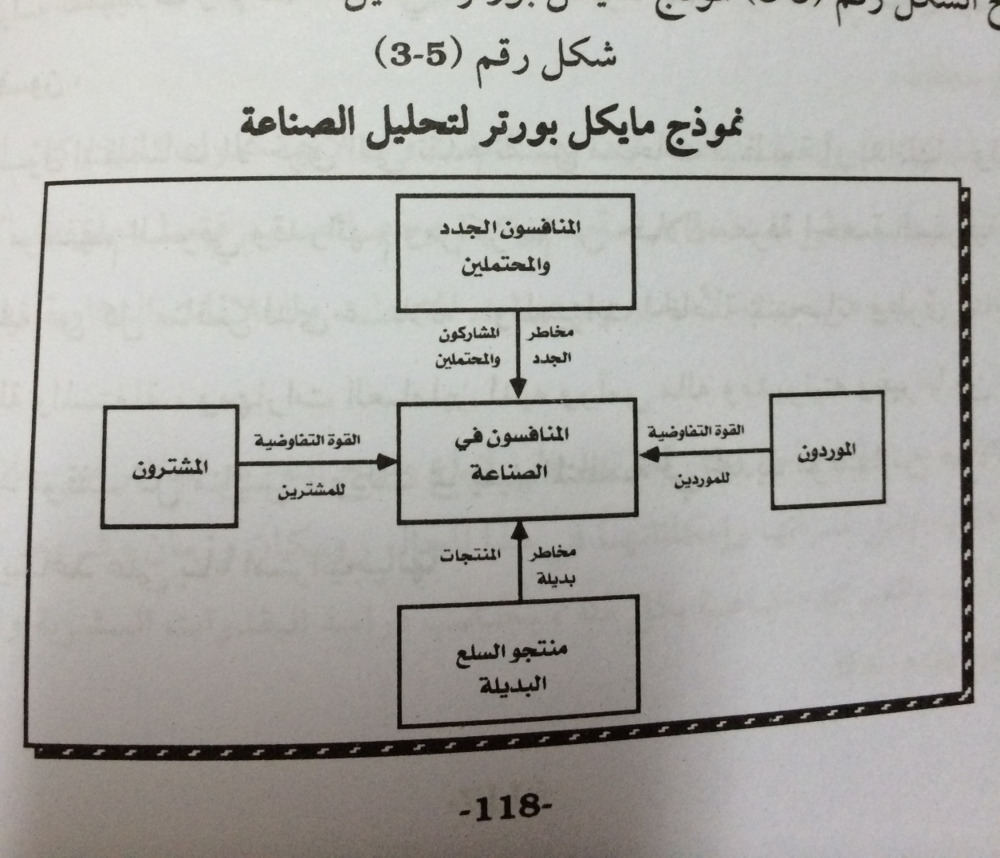 شكل رقم (5-3)
نموذج مايكل بورتر لتحليل الصناعة
المنافسون الجدد
والمحتملين
مخاطر المشاركون
الجدد والمحتملين
الموردون
القوة التفاوضية
للموردين
المنافسون في
الصناعة
القوة التفاوضية
للمشترين
المشترون
مخاطر المنتجات
بديلة
منتجو السلع
البديلة
-118-